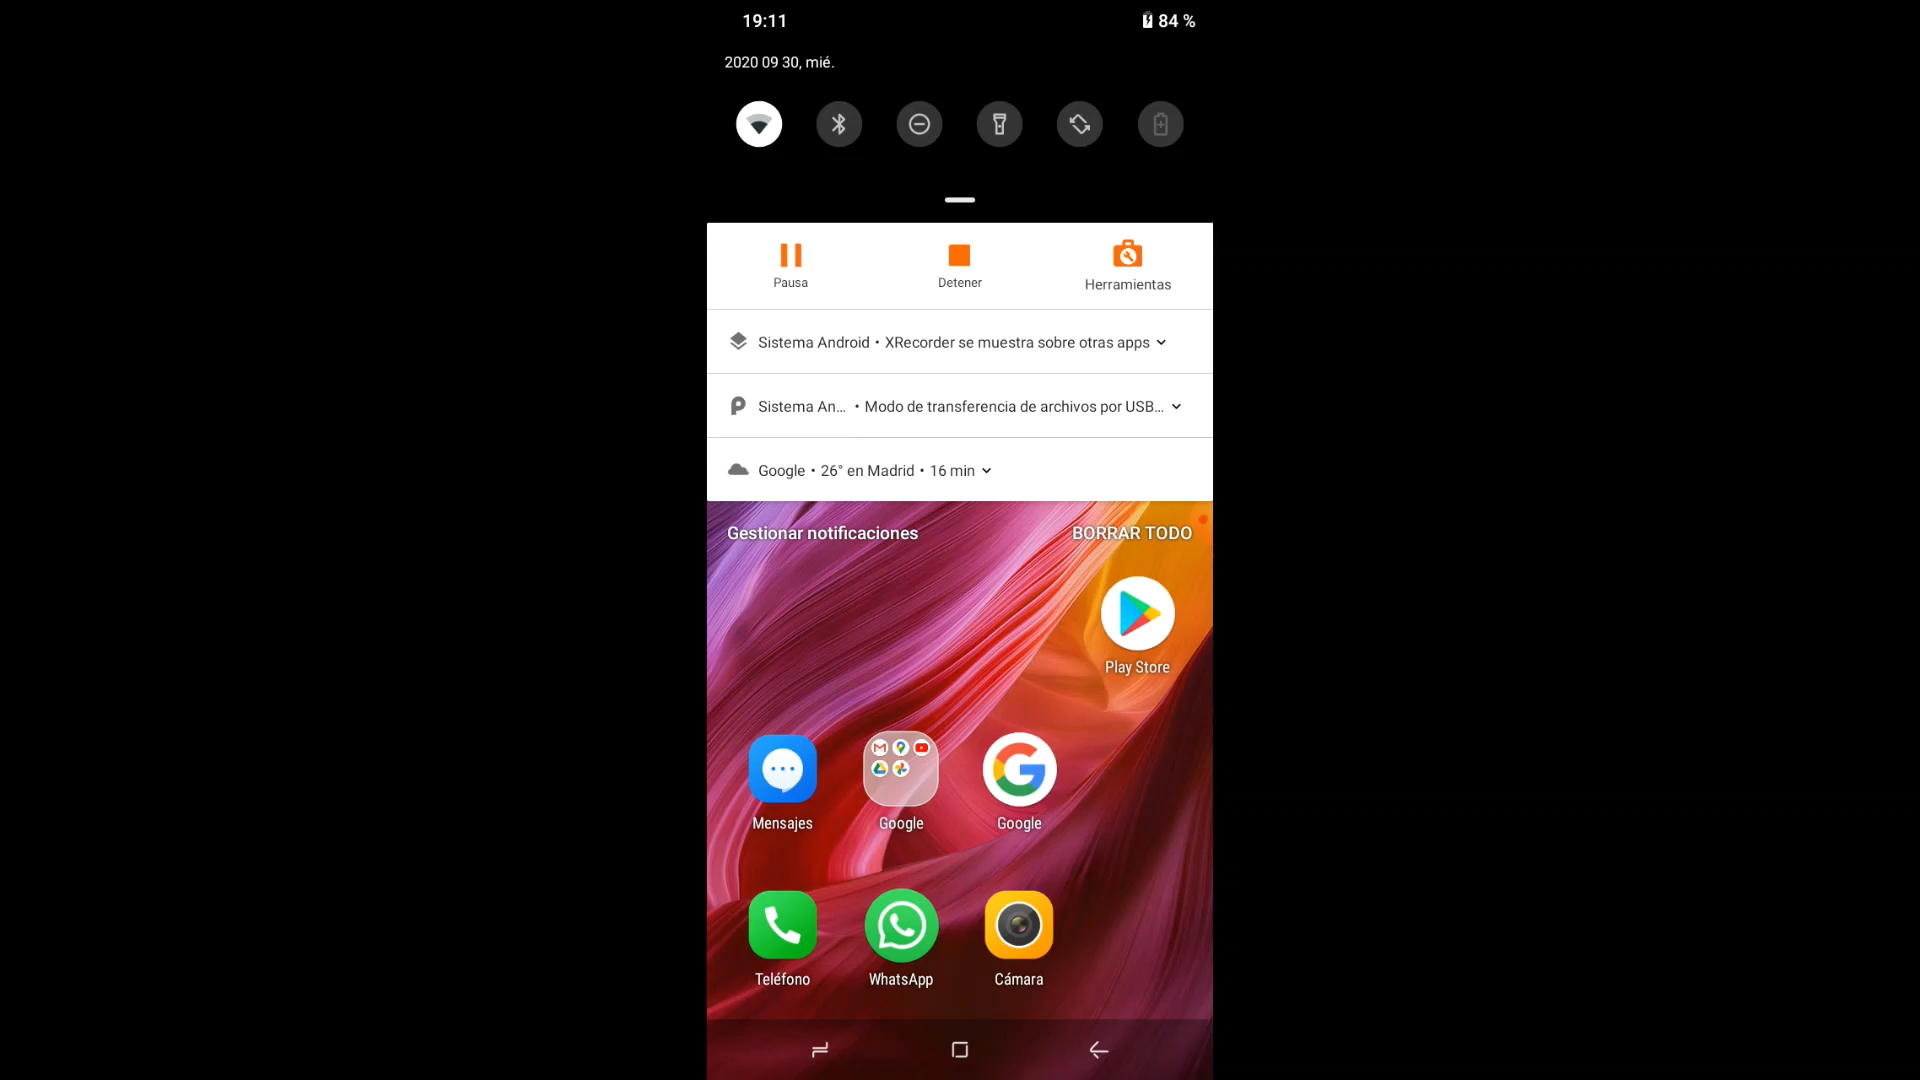 19:11
84 %
2020 09 30, mié.
Pausa
Detener
Herramientas
Sistema Android • XRecorder se muestra sobre otras apps
Sistema An... • Modo de transferencia de archivos por USB...
Google • 26° en Madrid • 16 min
Gestionar notificaciones
BORRAR TODO
Play Store
Mensajes
Google
Google
Teléfono
WhatsApp
Cámara